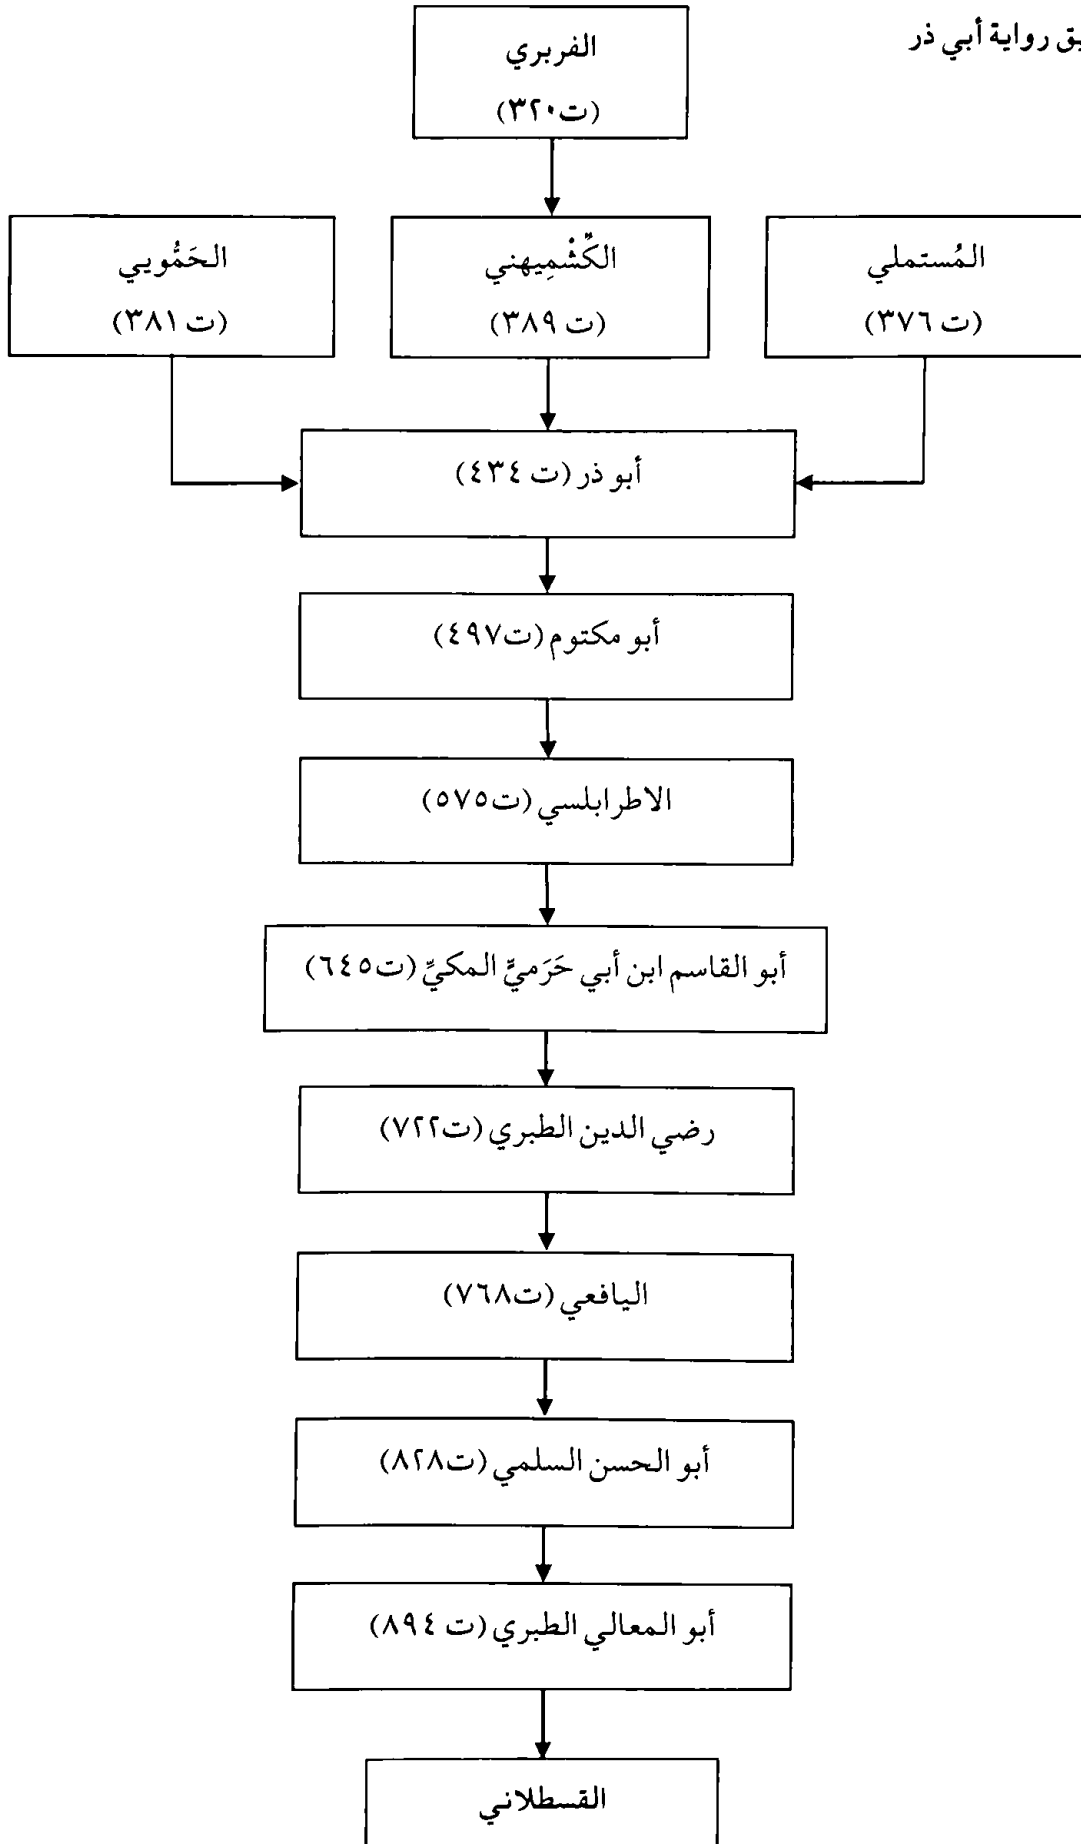 رواية أبي ذر
الفربري
(ت٣٢٠)
المُستملي
(ت ٣٧٦)
الكُِشْمِيهني
(ت ٣٨٩)
الحَمُّويي
(ت ٣٨١)
أبو ذر (ت ٤٣٤)
أبو مكتوم (ت٤٩٧)
الاطرابلسي (ت٥٧٥)
أبو القاسم ابن أبي حَرَميٍّ المكيِّ (ت٦٤٥)
رضي الدين الطبري (ت٧٢٢)
اليافعي (ت٧٦٨)
أبو الحسن السلمي (ت٨٢٨)
أبو المعالي الطبري (ت ٨٩٤)
القسطلاني